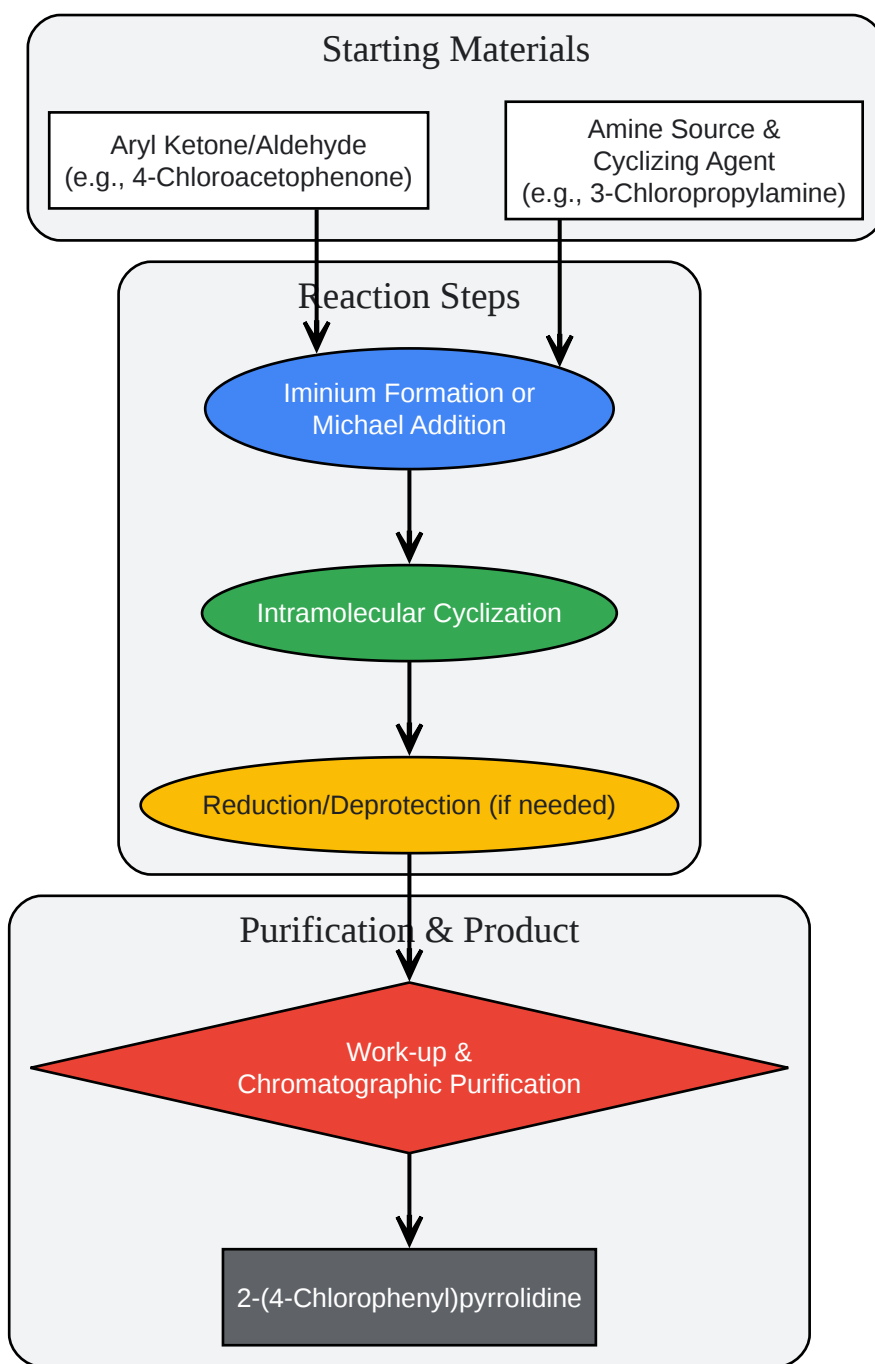 Starting Materials
Aryl Ketone/Aldehyde
(e.g., 4-Chloroacetophenone)
Amine Source &
Cyclizing Agent
(e.g., 3-Chloropropylamine)
Reaction Steps
Iminium Formation or
Michael Addition
Intramolecular Cyclization
Reduction/Deprotection (if needed)
Purification & Product
Work-up &
Chromatographic Purification
2-(4-Chlorophenyl)pyrrolidine